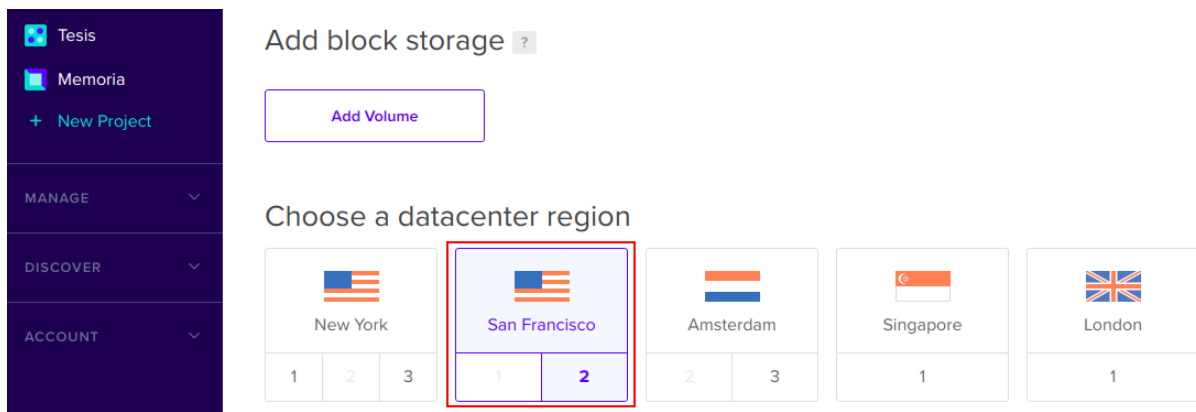 Tesis
Memoria
+ New Project
MANAGE
DISCOVER
ACCOUNT
Add block storage ?
Add Volume
Choose a datacenter region
New York San Francisco Amsterdam Singapore London
1 2 3 1 2 2 3 1 1